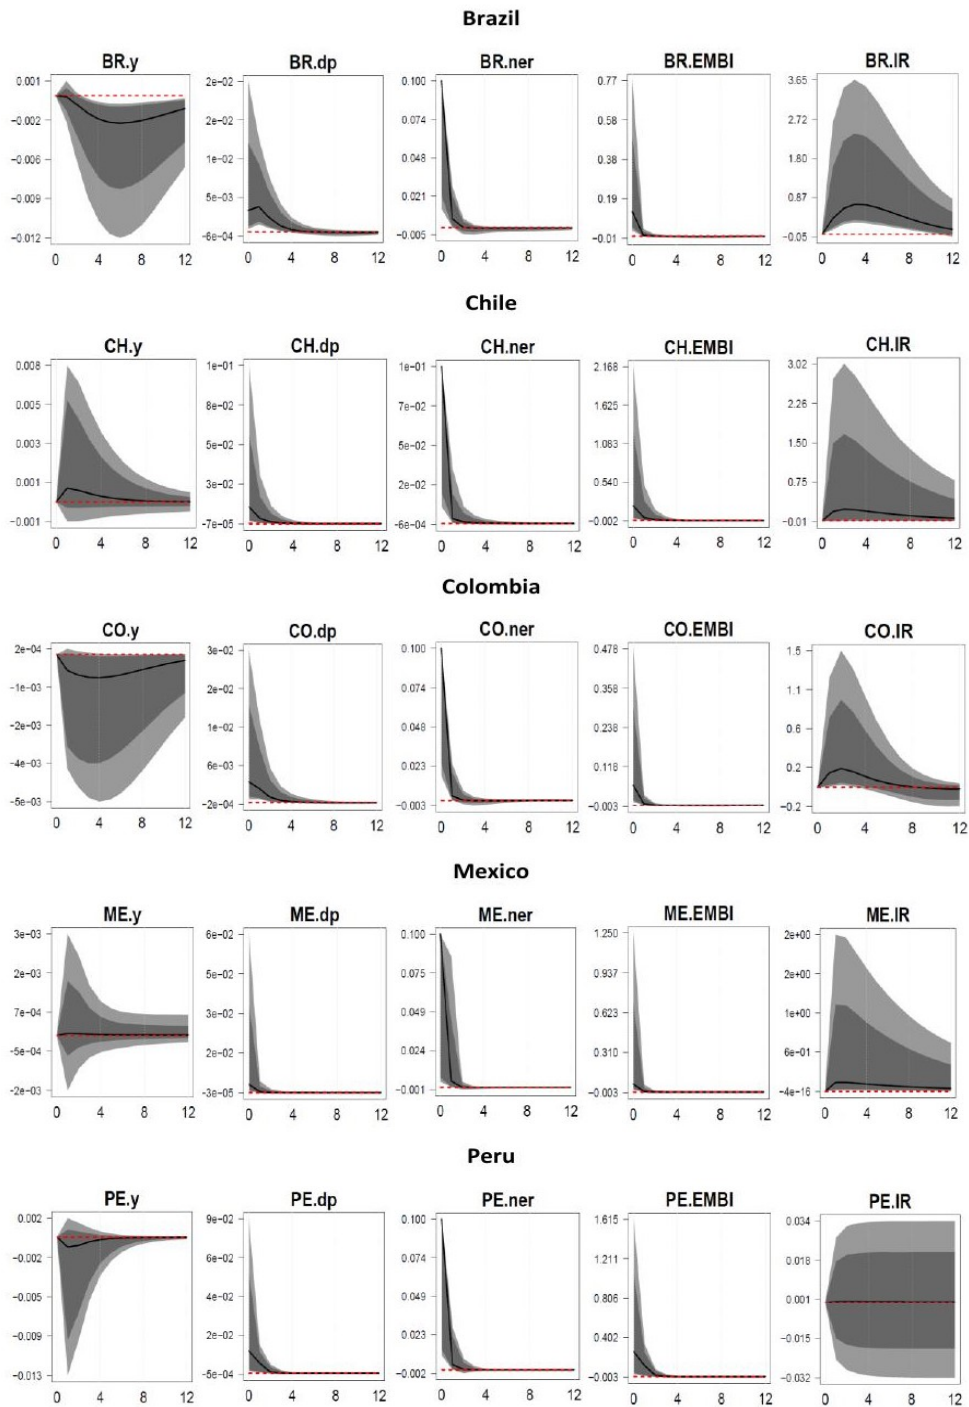 Brazil
BR.y BR.dp BR.ner BR.EMBI BR.IR
0.001 2e-02 0.100 0.77 3.65
−0.002 2e-02 0.074 0.58 2.72
−0.006 1e-02 0.048 0.38 1.80
−0.009 5e-03 0.021 0.19 0.87
−0.012 −6e-04 −0.005 −0.01 −0.05
0 4 8 12 0 4 8 12 0 4 8 12 0 4 8 12 0 4 8 12
Chile
CH.y CH.dp CH.ner CH.EMBI CH.IR
0.008 1e-01 1e-01 2.168 3.02
0.005 8e-02 7e-02 1.625 2.26
0.003 5e-02 5e-02 1.083 1.50
0.001 3e-02 2e-02 0.540 0.75
−0.001 −7e-05 −6e-04 −0.002 −0.01
0 4 8 12 0 4 8 12 0 4 8 12 0 4 8 12 0 4 8 12
Colombia
CO.y CO.dp CO.ner CO.EMBI CO.IR
2e-04 3e-02 0.100 0.478 1.5
−1e-03 2e-02 0.074 0.358 1.1
−2e-03 1e-02 0.048 0.238 0.6
−4e-03 6e-03 0.023 0.118 0.2
−5e-03 −2e-04 −0.003 −0.003 −0.2
0 4 8 12 0 4 8 12 0 4 8 12 0 4 8 12 0 4 8 12
Mexico
ME.y ME.dp ME.ner ME.EMBI ME.IR
3e-03 6e-02 0.100 1.250 2e+00
2e-03 5e-02 0.075 0.937 2e+00
7e-04 3e-02 0.049 0.623 1e+00
−5e-04 2e-02 0.024 0.310 6e-01
−2e-03 −3e-05 −0.001 −0.003 −4e-16
0 4 8 12 0 4 8 12 0 4 8 12 0 4 8 12 0 4 8 12
Peru
PE.y PE.dp PE.ner PE.EMBI PE.IR
0.002 9e-02 0.100 1.615 0.034
−0.002 7e-02 0.074 1.211 0.018
−0.005 4e-02 0.049 0.806 0.001
−0.009 2e-02 0.023 0.402 −0.015
−0.013 −5e-04 −0.002 −0.003 −0.032
0 4 8 12 0 4 8 12 0 4 8 12 0 4 8 12 0 4 8 12